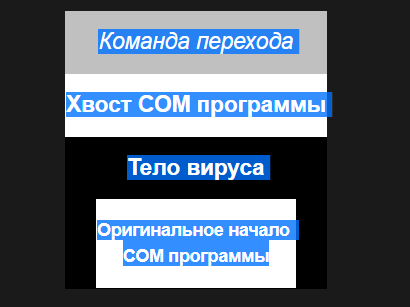 Команда перехода
Хвост COM программы
Тело вируса
Оригинальное начало
COM программы